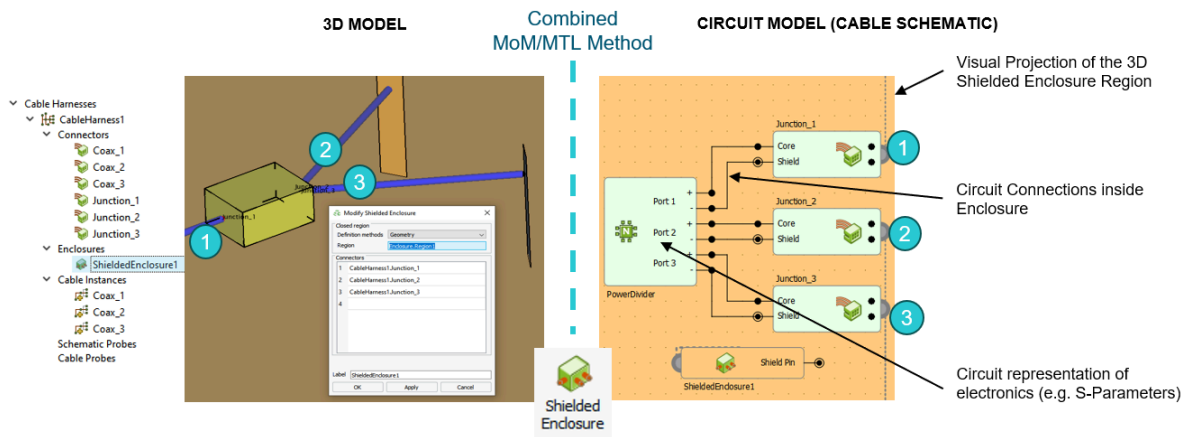 3D MODEL
Combined
MoM/MTL Method
CIRCUIT MODEL (CABLE SCHEMATIC)
Cable Harnesses
CableHarness1
Connectors
Coax_1
Coax_2
Coax_3
Junction_1
Junction_2
Junction_3
Enclosures
ShieldedEnclosure1
Cable Instances
Coax_1
Coax_2
Coax_3
Schematic Probes
Cable Probes
2
3
Junction_1
1
Modify Shielded Enclosure
Closed region
Definition methods Geometry
Region Enclosure.Region1
Connectors
1 CableHarness1.Junction_1
2 CableHarness1.Junction_2
3 CableHarness1.Junction_3
4
Label ShieldedEnclosure1
OK Apply Cancel
Shielded
Enclosure
Junction_1
Core
Shield
1
Junction_2
Core
Shield
2
Junction_3
Core
Shield
3
Port 1 +
-
Port 2 +
-
Port 3 +
-
N
PowerDivider
Shield Pin
ShieldedEnclosure1
Visual Projection of the 3D
Shielded Enclosure Region
Circuit Connections inside
Enclosure
Circuit representation of
electronics (e.g. S-Parameters)